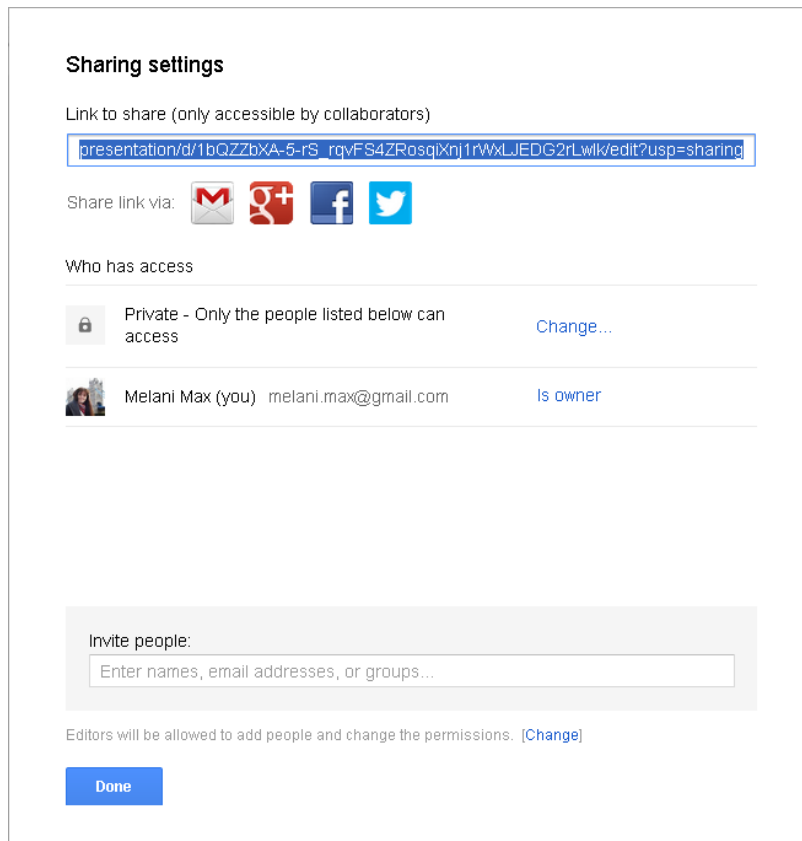 Sharing settings
Link to share (only accessible by collaborators)
presentation/d/1bQZZbXA-5-rS_rqvFS4ZRosqiXnj1rWxLJEDG2rLwlk/edit?usp=sharing
Share link via:
Who has access
Private - Only the people listed below can
access
Change...
Melani Max (you) melani.max@gmail.com Is owner
Invite people:
Enter names, email addresses, or groups...
Editors will be allowed to add people and change the permissions. [Change]
Done